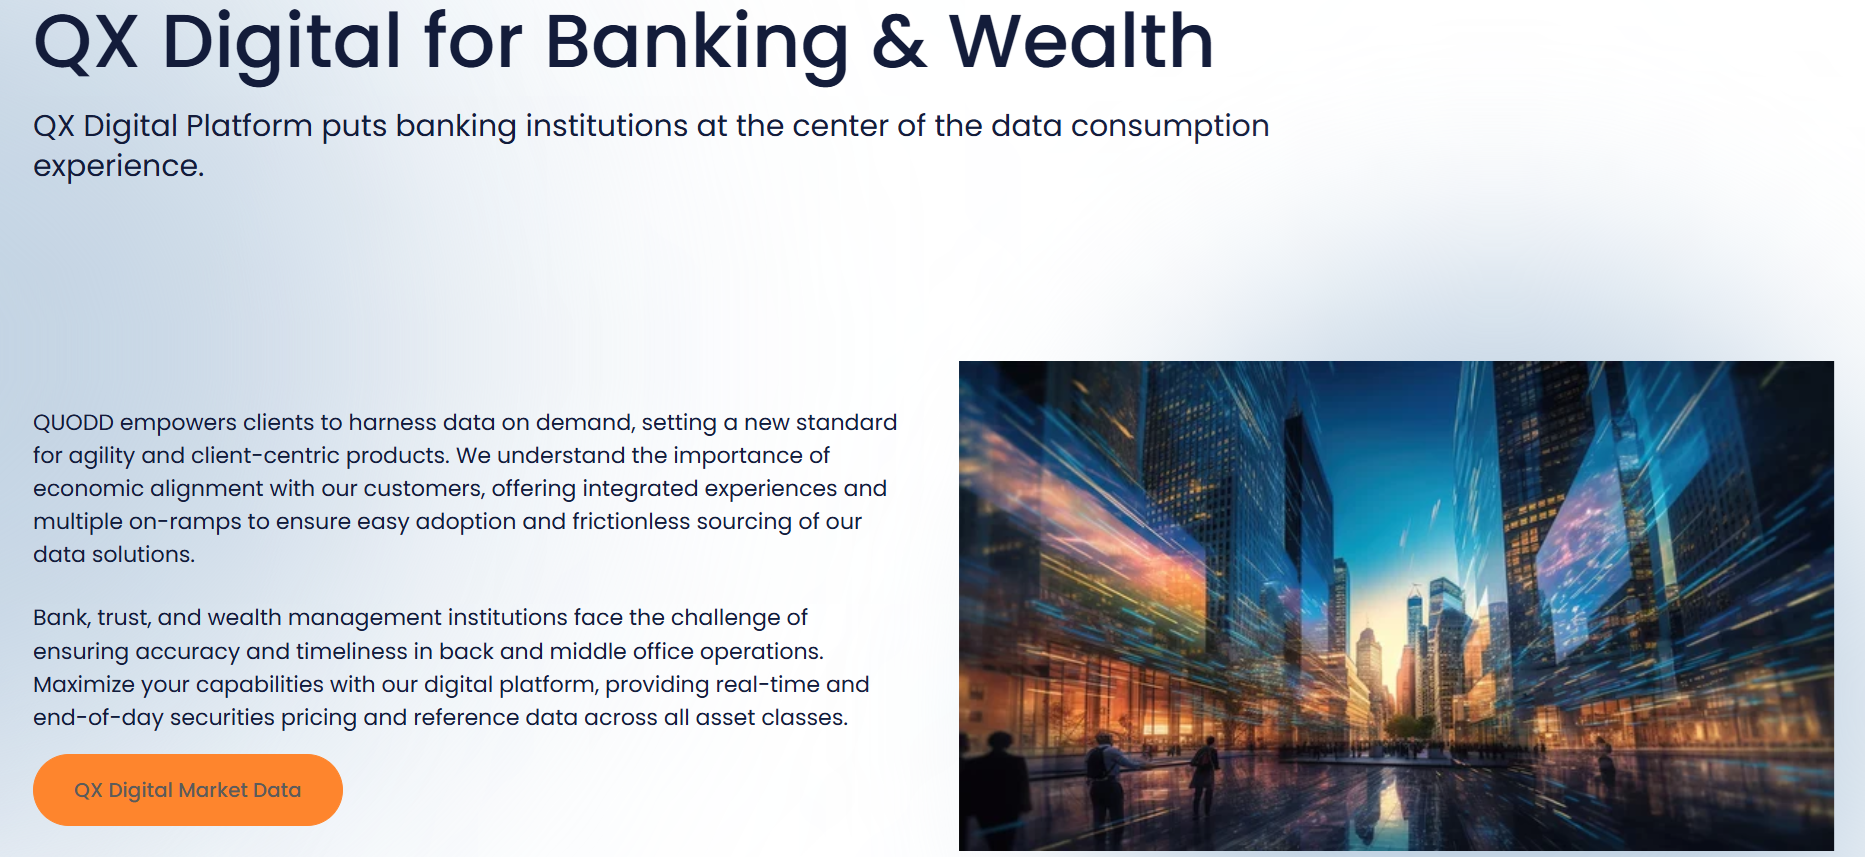 QX Digital for Banking & Wealth
QX Digital Platform puts banking institutions at the center of the data consumption
experience.
QUODD empowers clients to harness data on demand, setting a new standard
for agility and client-centric products. We understand the importance of
economic alignment with our customers, offering integrated experiences and
multiple on-ramps to ensure easy adoption and frictionless sourcing of our
data solutions.
Bank, trust, and wealth management institutions face the challenge of
ensuring accuracy and timeliness in back and middle office operations.
Maximize your capabilities with our digital platform, providing real-time and
end-of-day securities pricing and reference data across all asset classes.
QX Digital Market Data